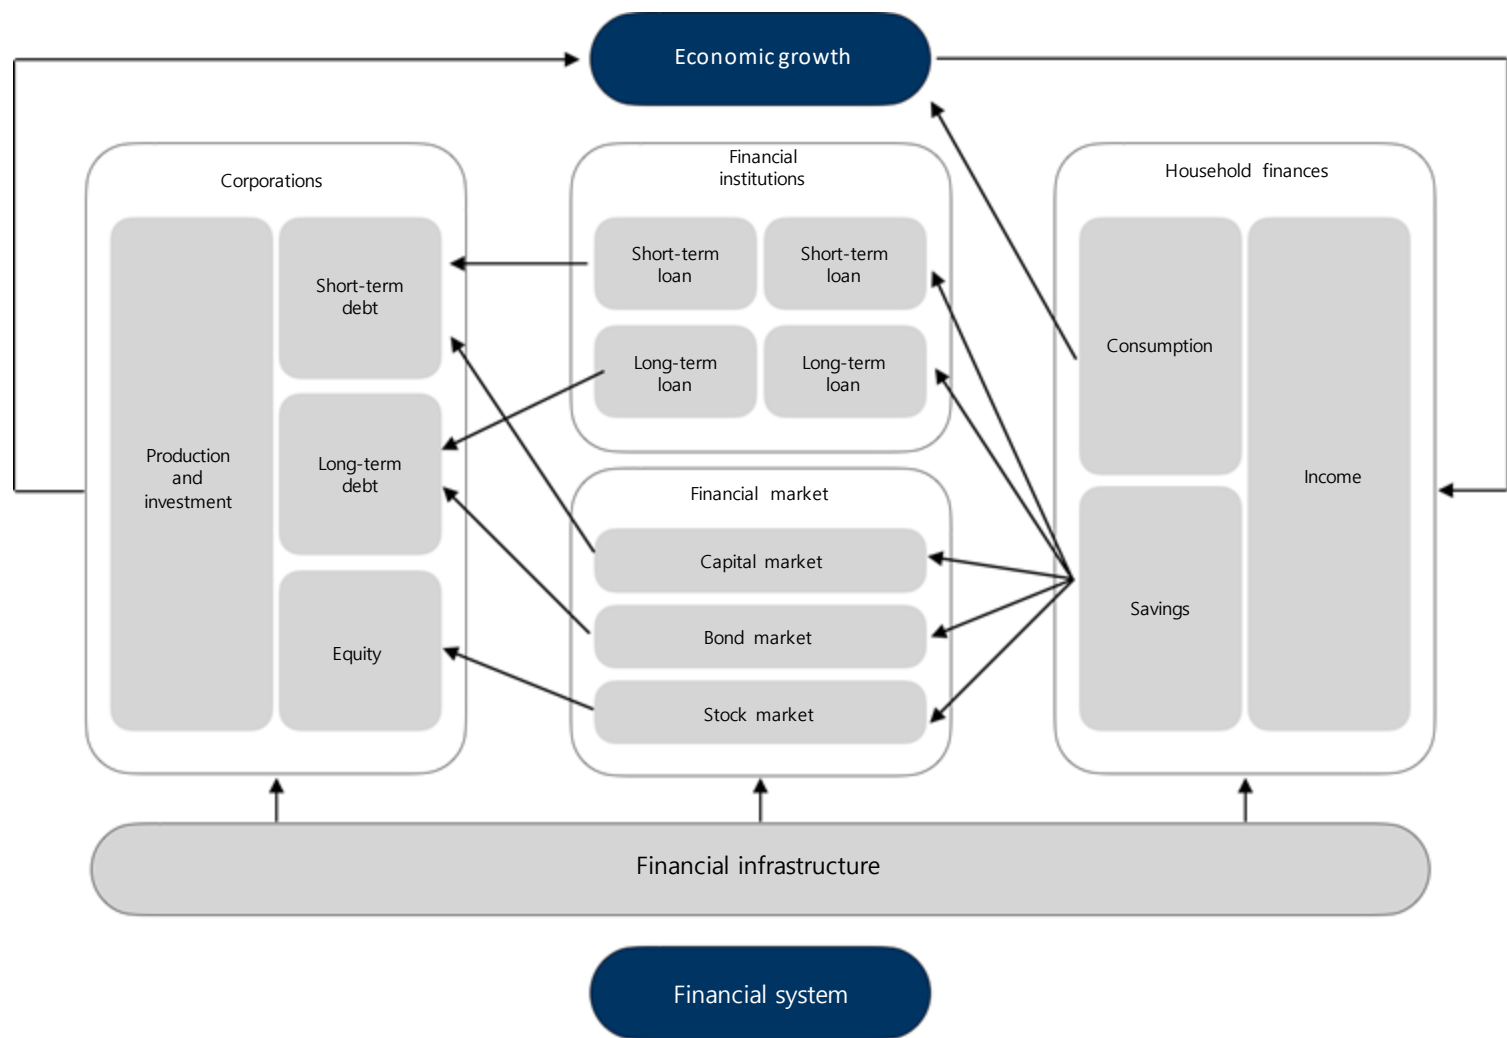 Economic growth
Corporations
Production
and
investment
Short-term
debt
Long-term
debt
Equity
Financial
institutions
Short-term
loan
Short-term
loan
Long-term
loan
Long-term
loan
Financial market
Capital market
Bond market
Stock market
Household finances
Consumption
Savings
Income
Financial infrastructure
Financial system